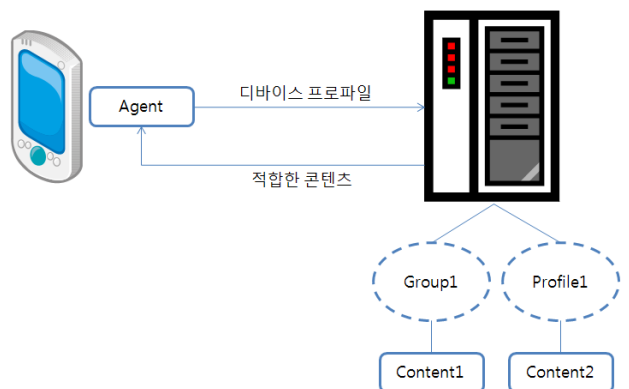 Agent
디바이스 프로파일
적합한 콘텐츠
Group1
Profile1
Content1
Content2